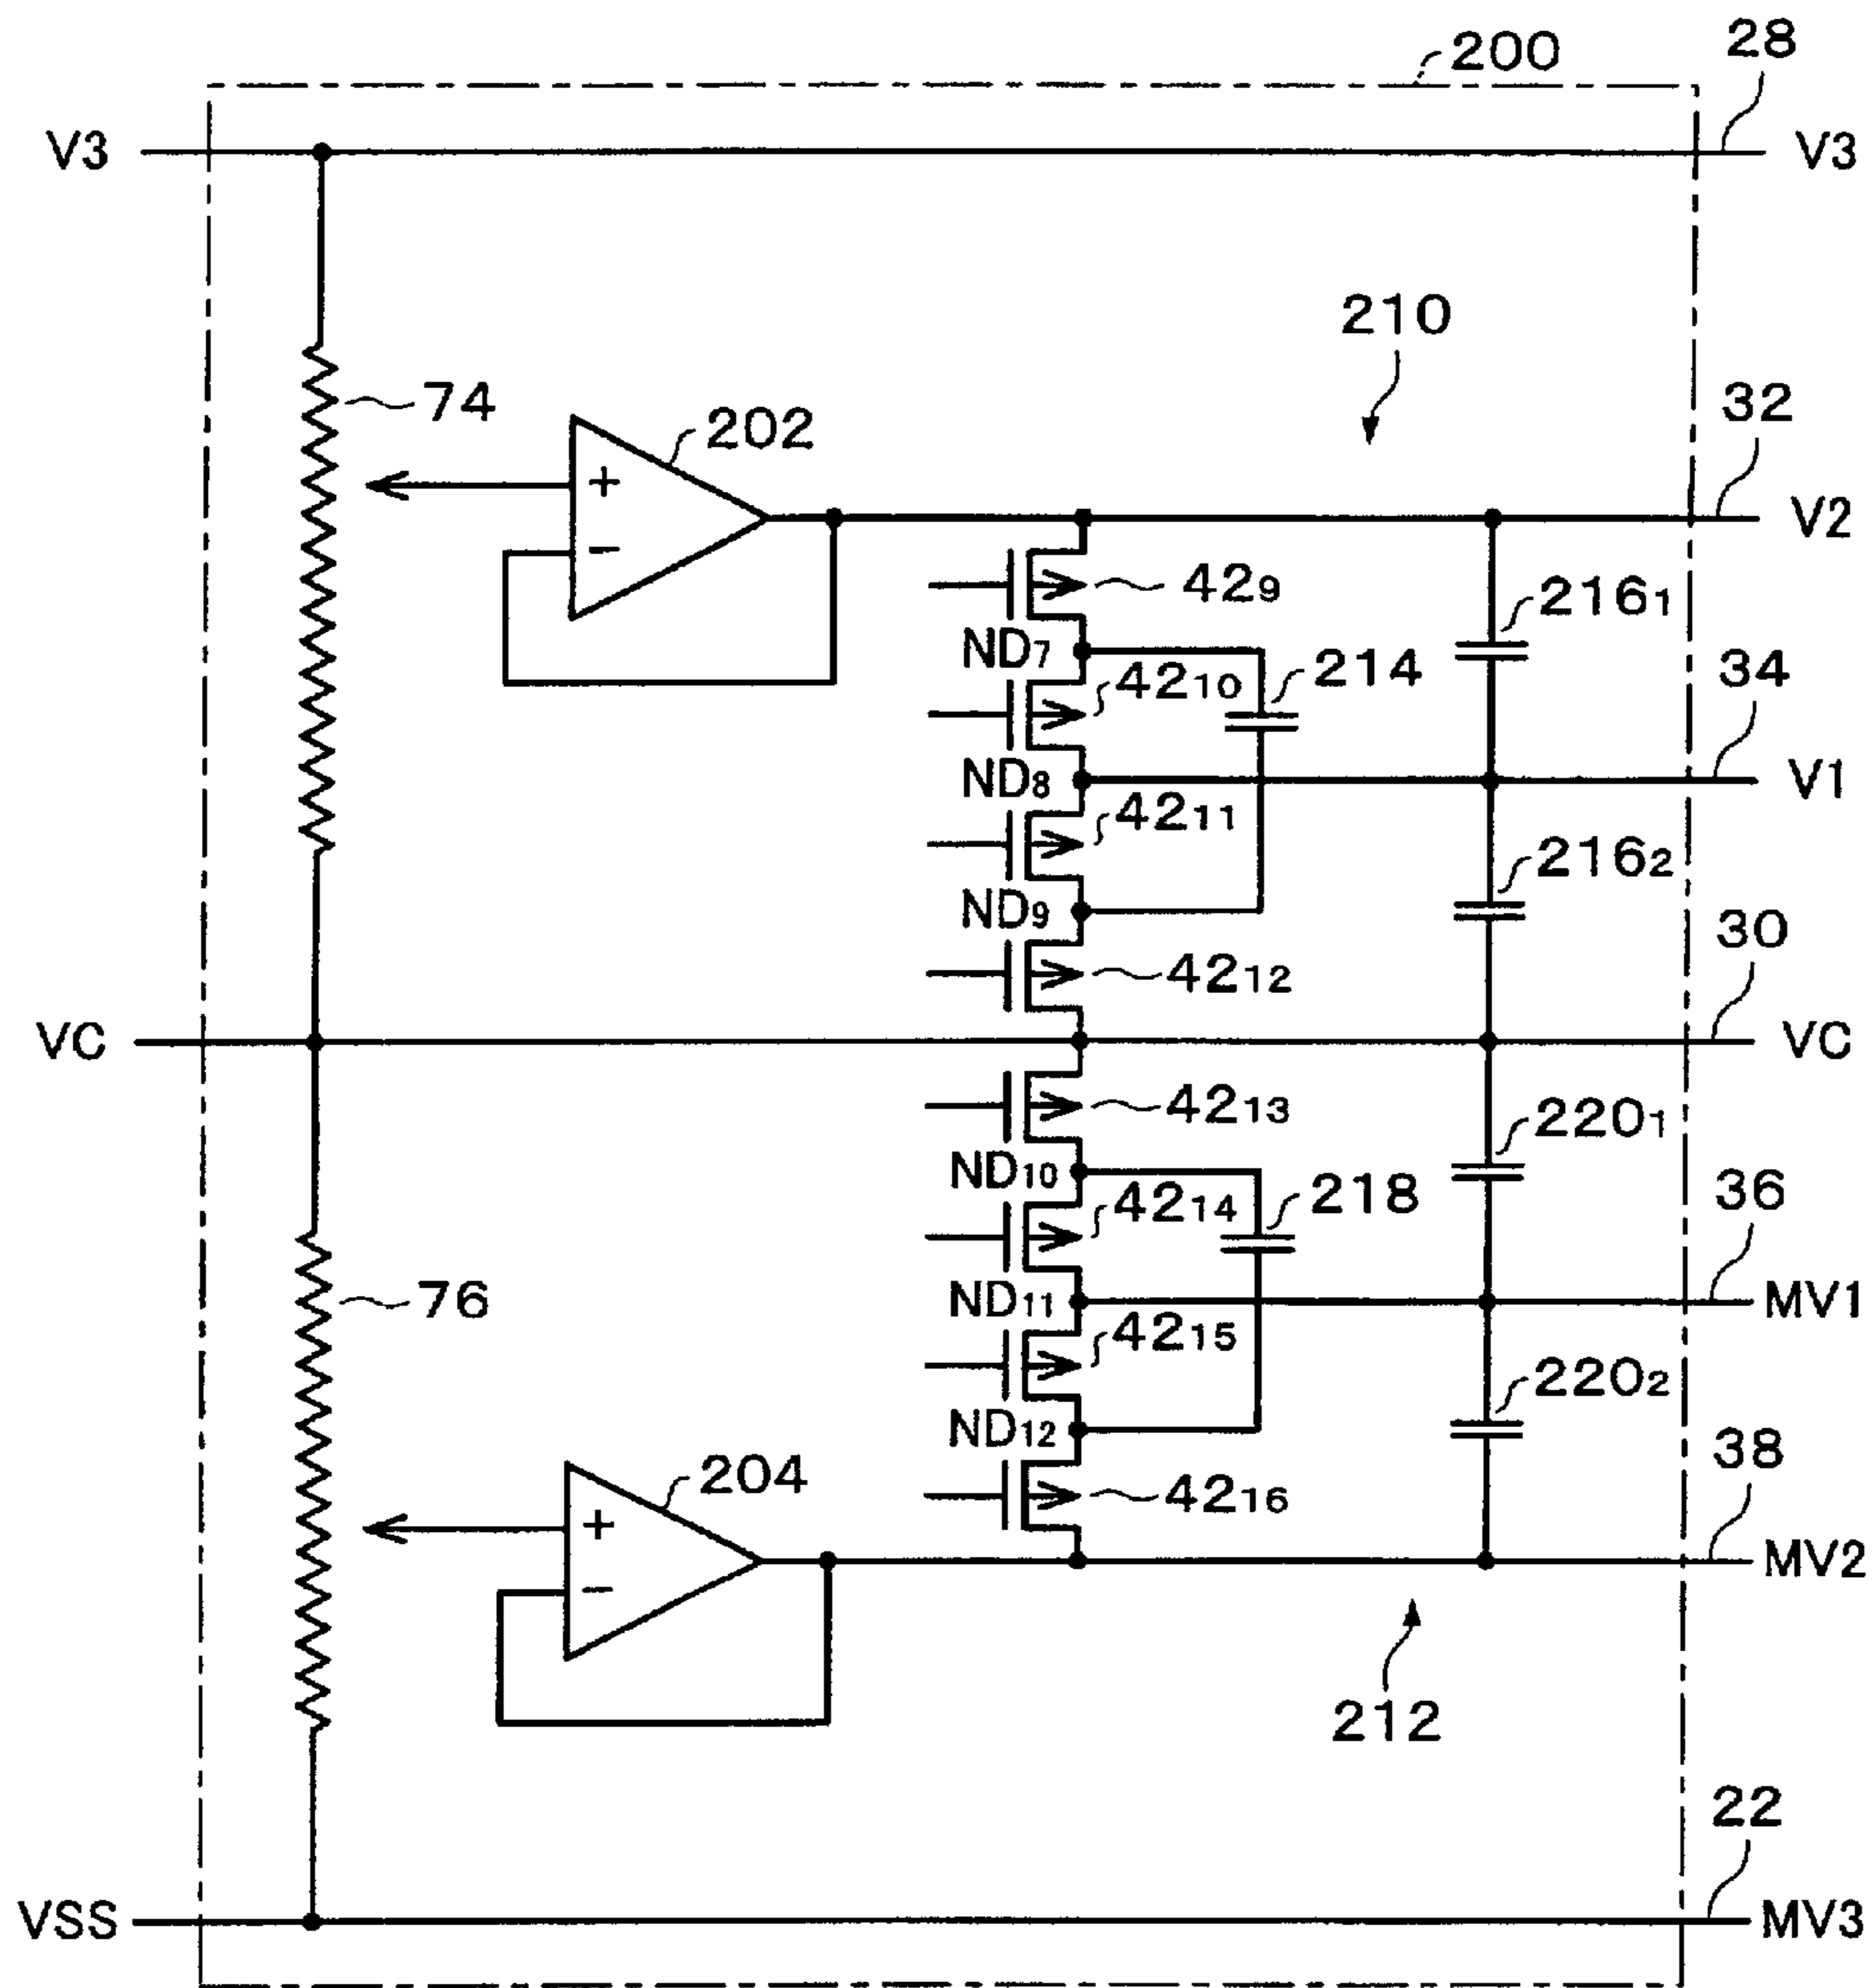 200
28
V3
V3
210
74
202
32
+
V2
−
42₉
216₁
ND₇
214
34
42₁₀
ND₈
V1
42₁₁
216₂
ND₉
30
42₁₂
VC
VC
42₁₃
220₁
ND₁₀
218
36
42₁₄
76
ND₁₁
MV1
42₁₅
220₂
ND₁₂
38
204
42₁₆
+
MV2
−
212
22
VSS
MV3